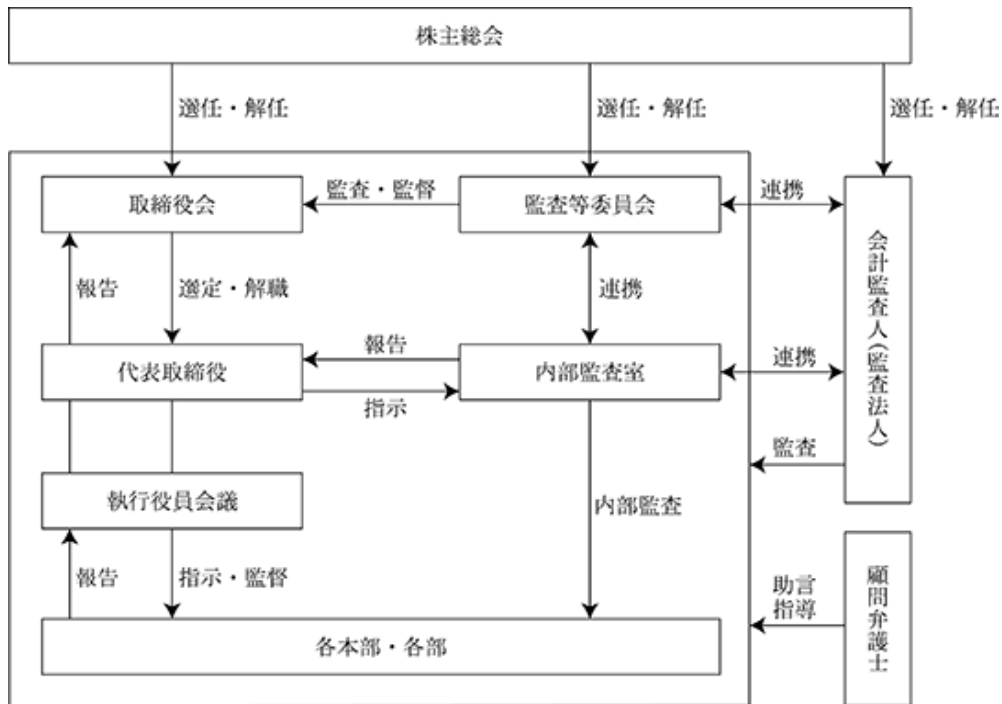 株主総会
選任・解任
選任・解任
選任・解任
取締役会
監査・監督
監査等委員会
連携
会計監査人(監査法人)
報告
選定・解職
連携
代表取締役
報告
指示
内部監査室
連携
監査
執行役員会議
内部監査
報告
指示・監督
助言
指導
顧問弁護士
各本部・各部